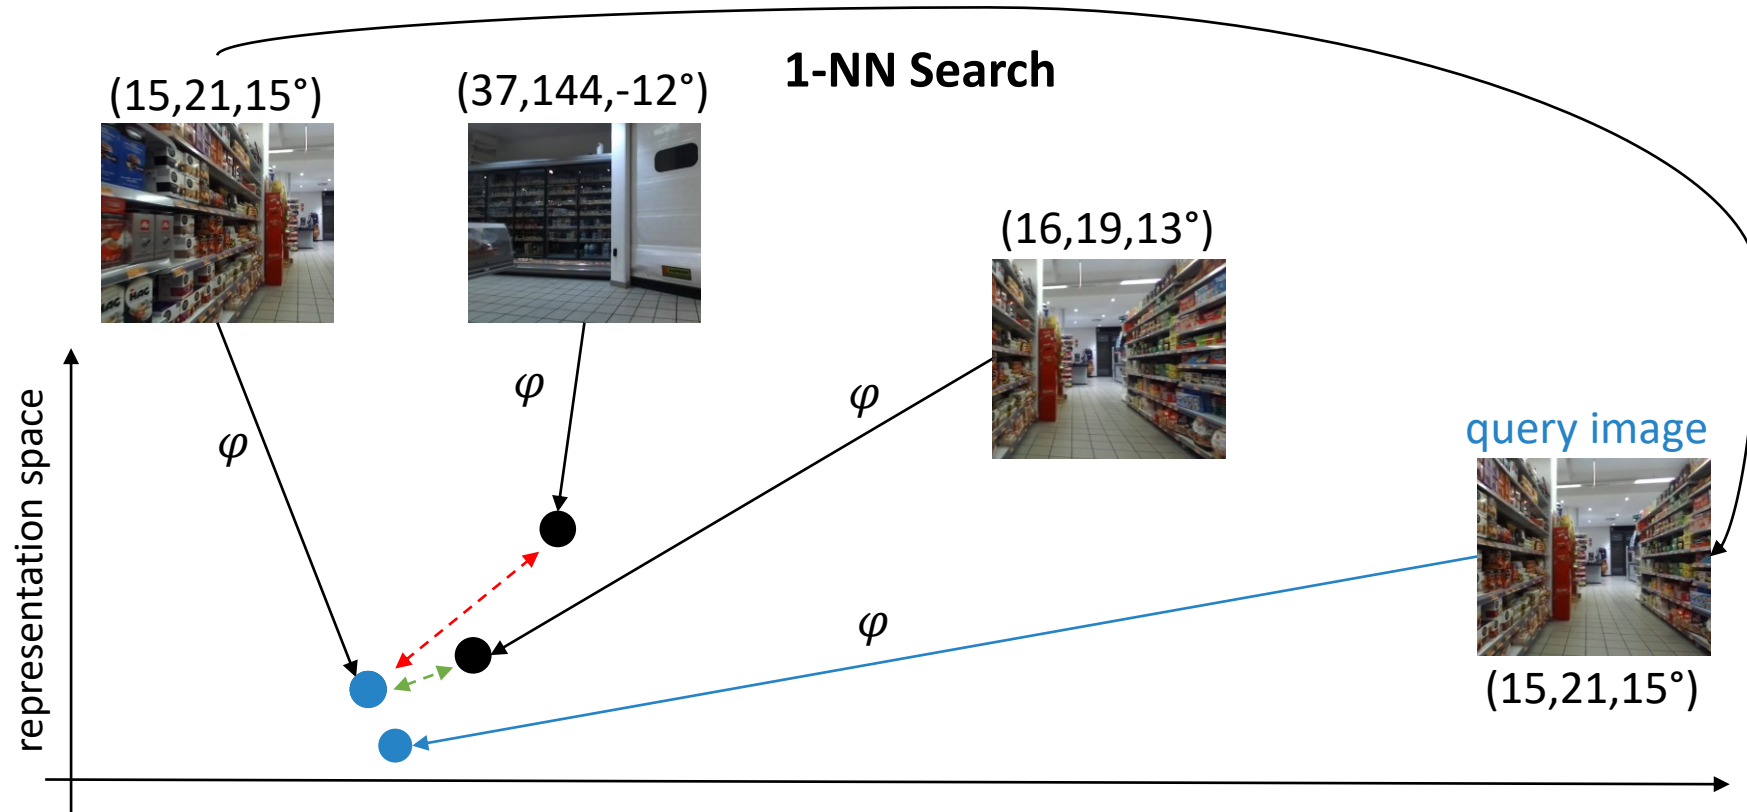 1-NN Search
(15,21,15°)
(37,144,-12°)
(16,19,13°)
query image
(15,21,15°)
φ
φ
φ
φ
representation space
HAG